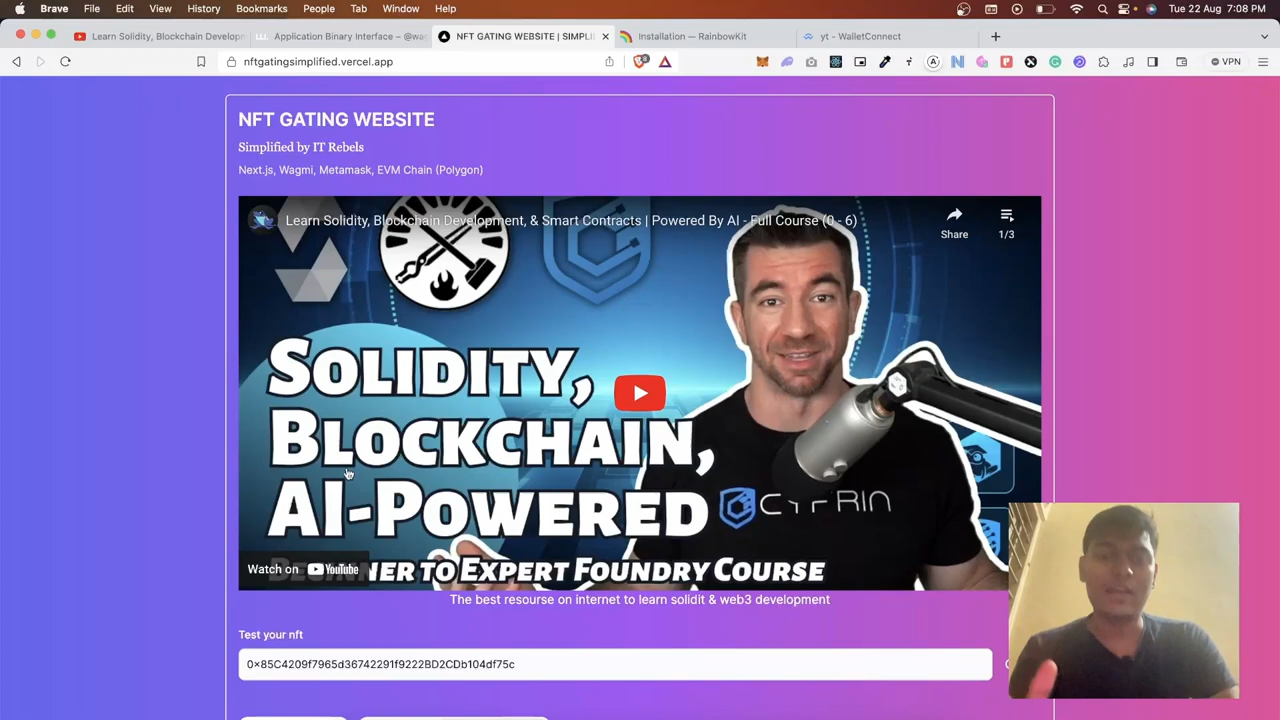 Brave File Edit View History Bookmarks People Tab Window Help
Tue 22 Aug 7:08 PM
Learn Solidity, Blockchain Develop
Application Binary Interface – @wa
NFT GATING WEBSITE | SIMPLI
Installation — RainbowKit
yt - WalletConnect
nftgatingsimplified.vercel.app
VPN
NFT GATING WEBSITE
Simplified by IT Rebels
Next.js, Wagmi, Metamask, EVM Chain (Polygon)
Learn Solidity, Blockchain Development, & Smart Contracts | Powered By AI - Full Course (0 - 6)
Share
1/3
SOLIDITY,
BLOCKCHAIN,
AI-POWERED
CYFRIN
Watch on YouTube
BEGINNER TO EXPERT FOUNDRY COURSE
The best resourse on internet to learn solidit & web3 development
Test your nft
0x85C4209f7965d36742291f9222BD2CDb104df75c